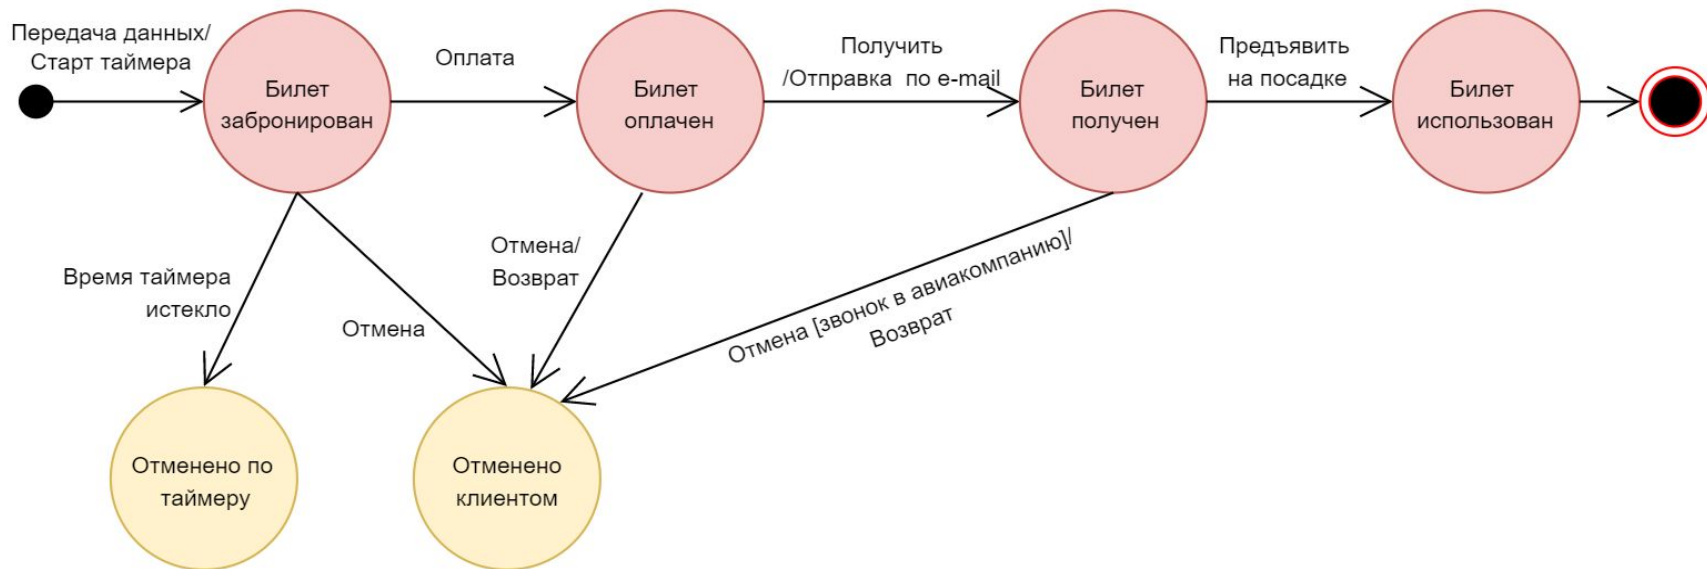 Передача данных/
Старт таймера
Билет
забронирован
Оплата
Билет
оплачен
Получить
/Отправка по e-mail
Билет
получен
Предъявить
на посадке
Билет
использован
Время таймера
истекло
Отмена
Отмена/
Возврат
Отмена [звонок в авиакомпанию]/
Возврат
Отменено по
таймеру
Отменено
клиентом